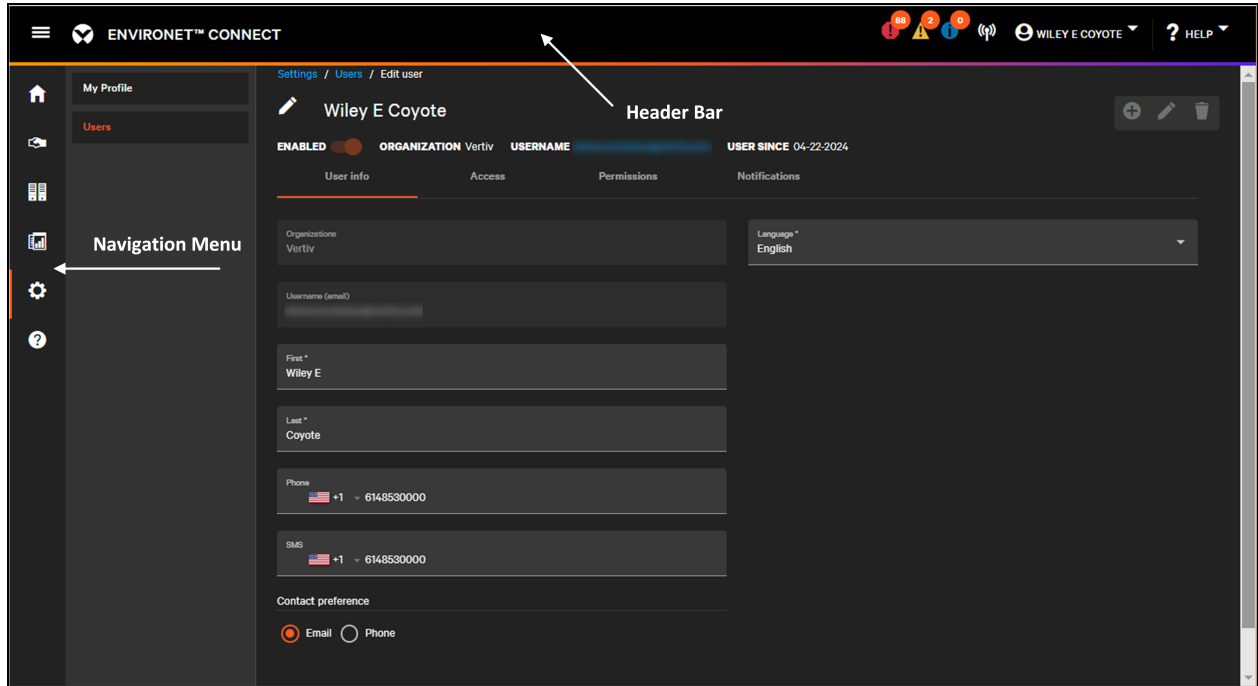 88 2 0
ENVIRONET™ CONNECT WILEY E COYOTE ? HELP
Settings / Users / Edit user
My Profile
Wiley E Coyote
Header Bar
Users
ENABLED ORGANIZATION Vertiv USERNAME USER SINCE 04-22-2024
User info Access Permissions Notifications
Organizations
Vertiv
Language *
English
Navigation Menu
Username (email)
?
First *
Wiley E
Last *
Coyote
Phone
+1 6148530000
SMS
+1 6148530000
Contact preference
Email Phone